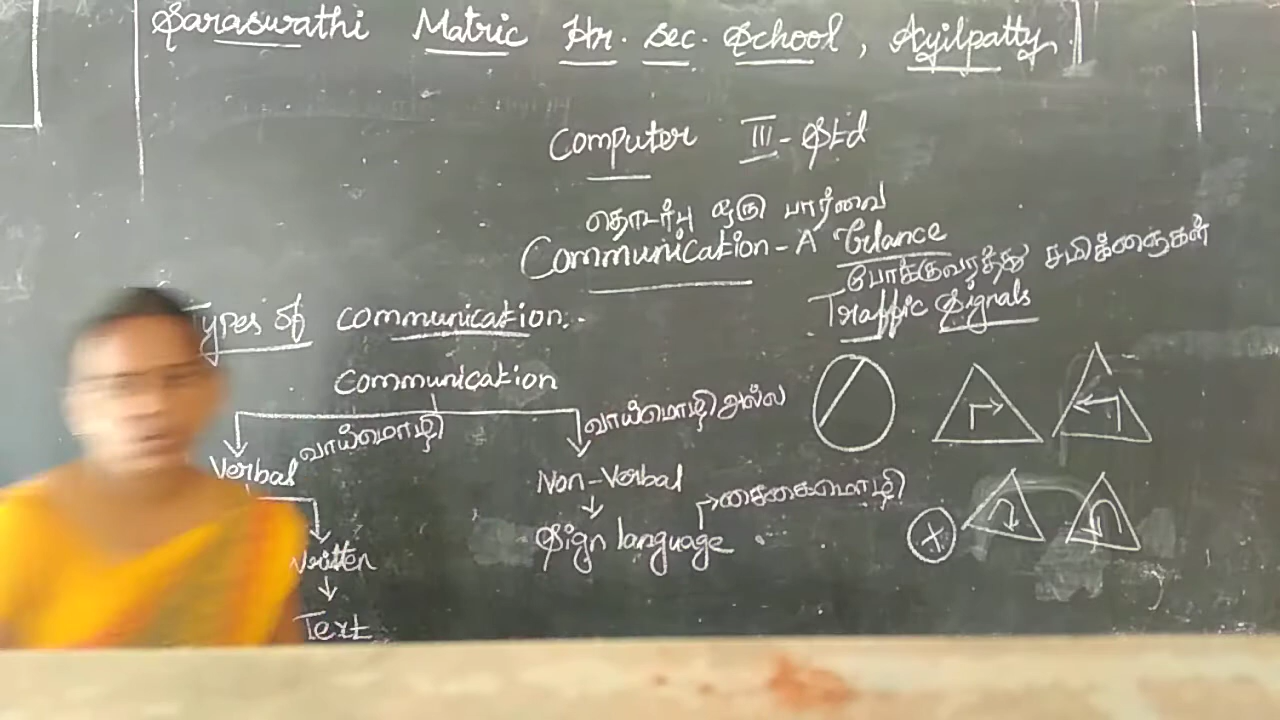 Saraswathi Matric Hr. Sec. School, Ayilpatty
Computer III - Std
தொடர்பு ஒரு பார்வை
Communication - A Glance
போக்குவரத்து சமிக்ஞைகள்
Traffic Signals
Types of communication:-
Communication
வாய்மொழி
வாய்மொழி அல்ல
Verbal
Non-Verbal
சைகைமொழி
Sign language
Written
Text